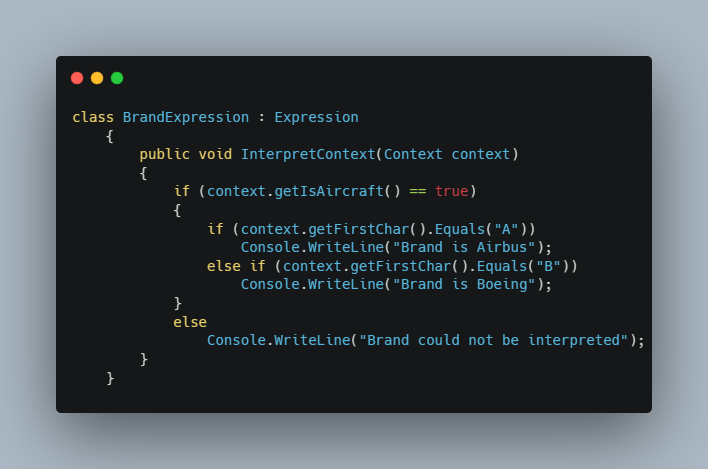 class BrandExpression : Expression
    {
        public void InterpretContext(Context context)
        {
            if (context.getIsAircraft() == true)
            {
                if (context.getFirstChar().Equals("A"))
                    Console.WriteLine("Brand is Airbus");
                else if (context.getFirstChar().Equals("B"))
                    Console.WriteLine("Brand is Boeing");
            }
            else
                Console.WriteLine("Brand could not be interpreted");
        }
    }